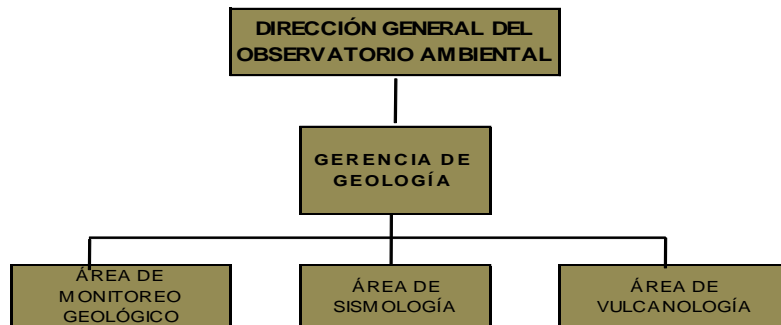 DIRECCIÓN GENERAL DEL
OBSERVATORIO AMBIENTAL
GERENCIA DE
GEOLOGÍA
ÁREA DE
MONITOREO
GEOLÓGICO
ÁREA DE
SISMOLOGÍA
ÁREA DE
VULCANOLOGÍA